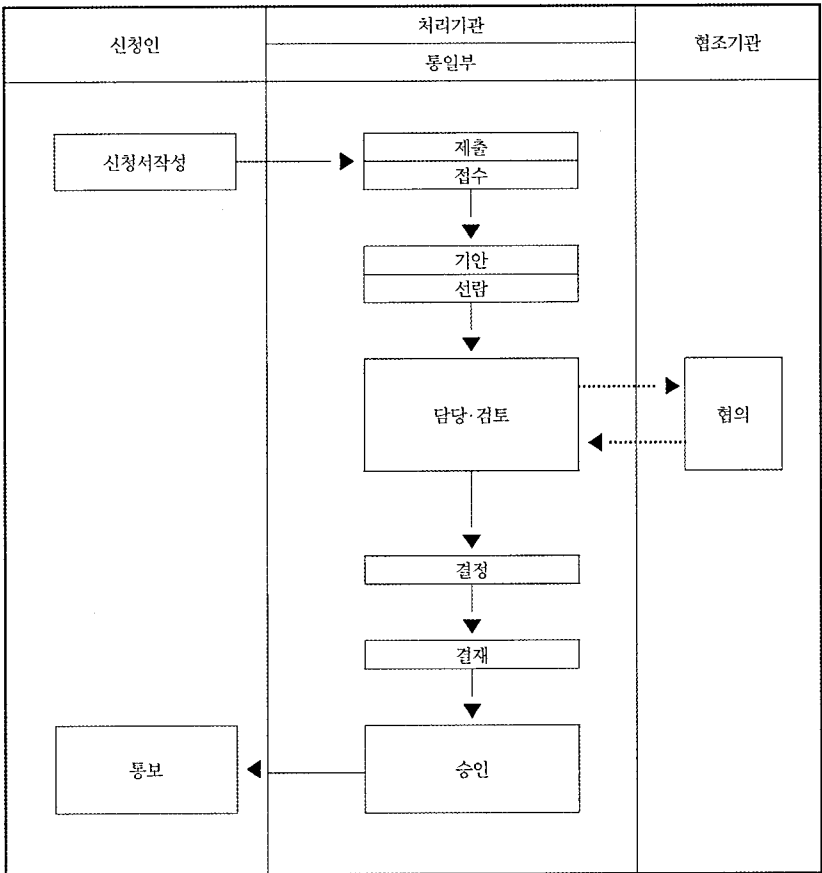 신청인
처리기관
통일부
협조기관
신청서작성
제출
접수
기안
선람
담당·검토
협의
결정
결재
통보
승인